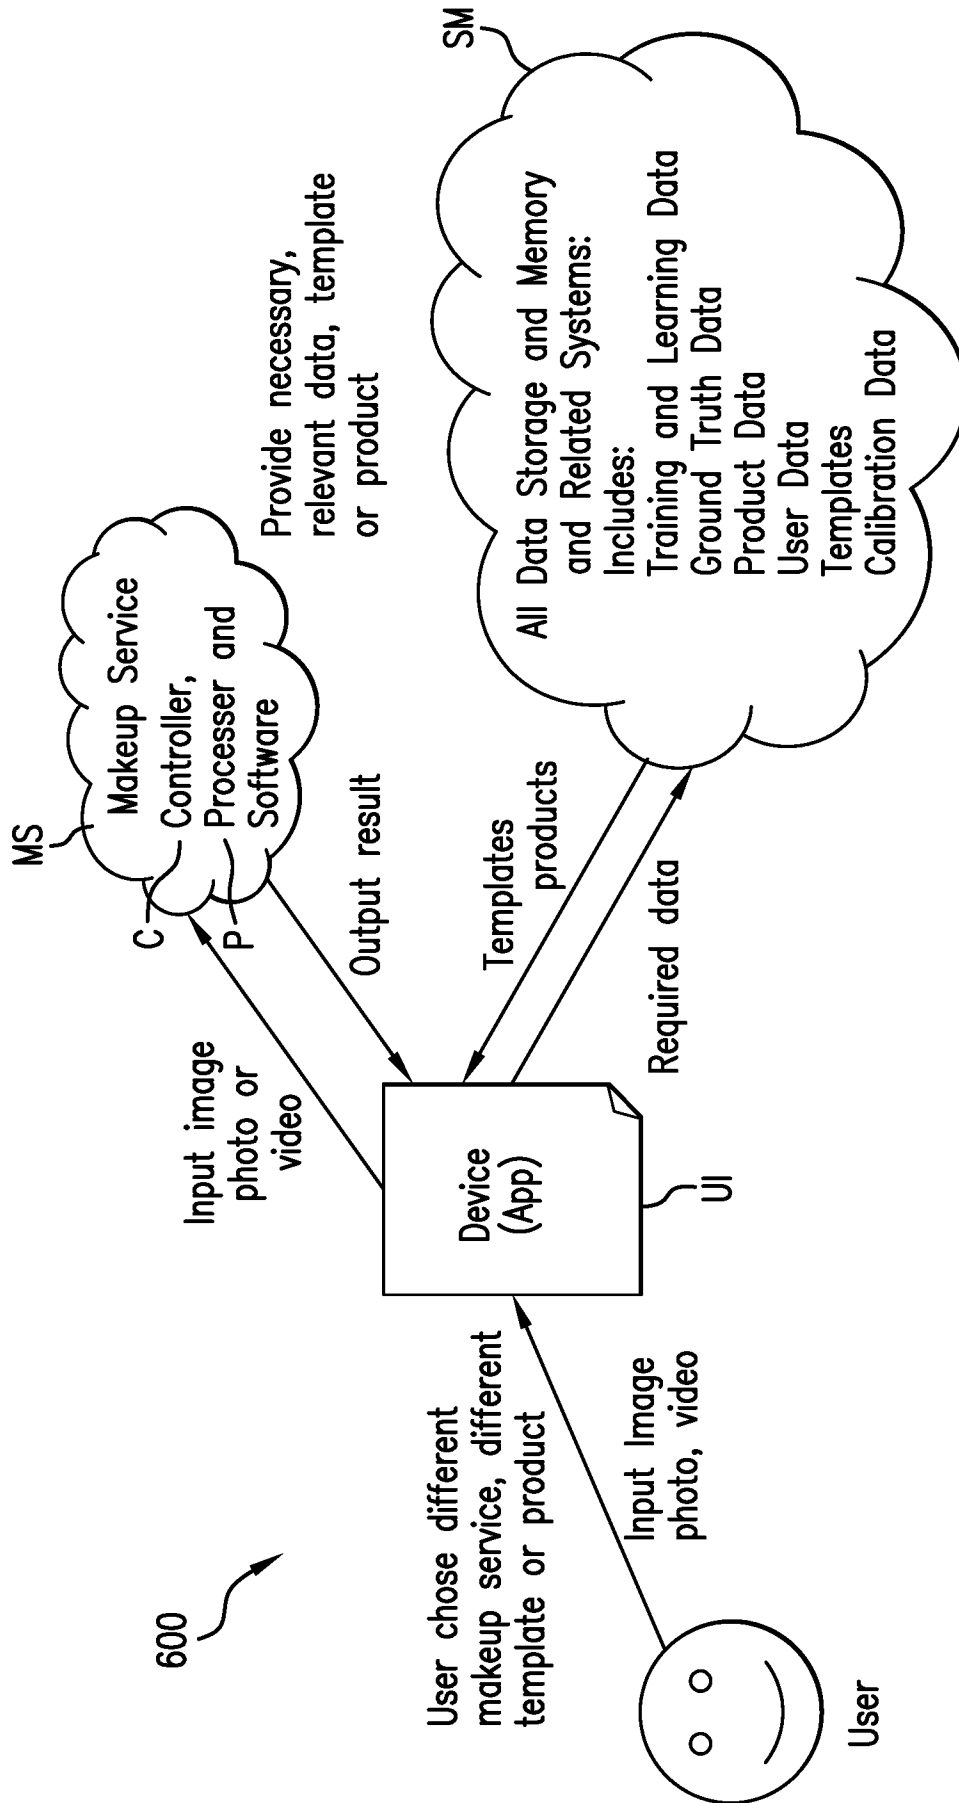 600
User chose different
makeup service, different
template or product
Input Image
photo, video
User
Device
(App)
UI
Input image
photo or
video
Output result
MS
C
P
Makeup Service
Controller,
Processer and
Software
Provide necessary,
relevant data, template
or product
Templates
products
Required data
SM
All Data Storage and Memory
and Related Systems:
Includes:
Training and Learning Data
Ground Truth Data
Product Data
User Data
Templates
Calibration Data